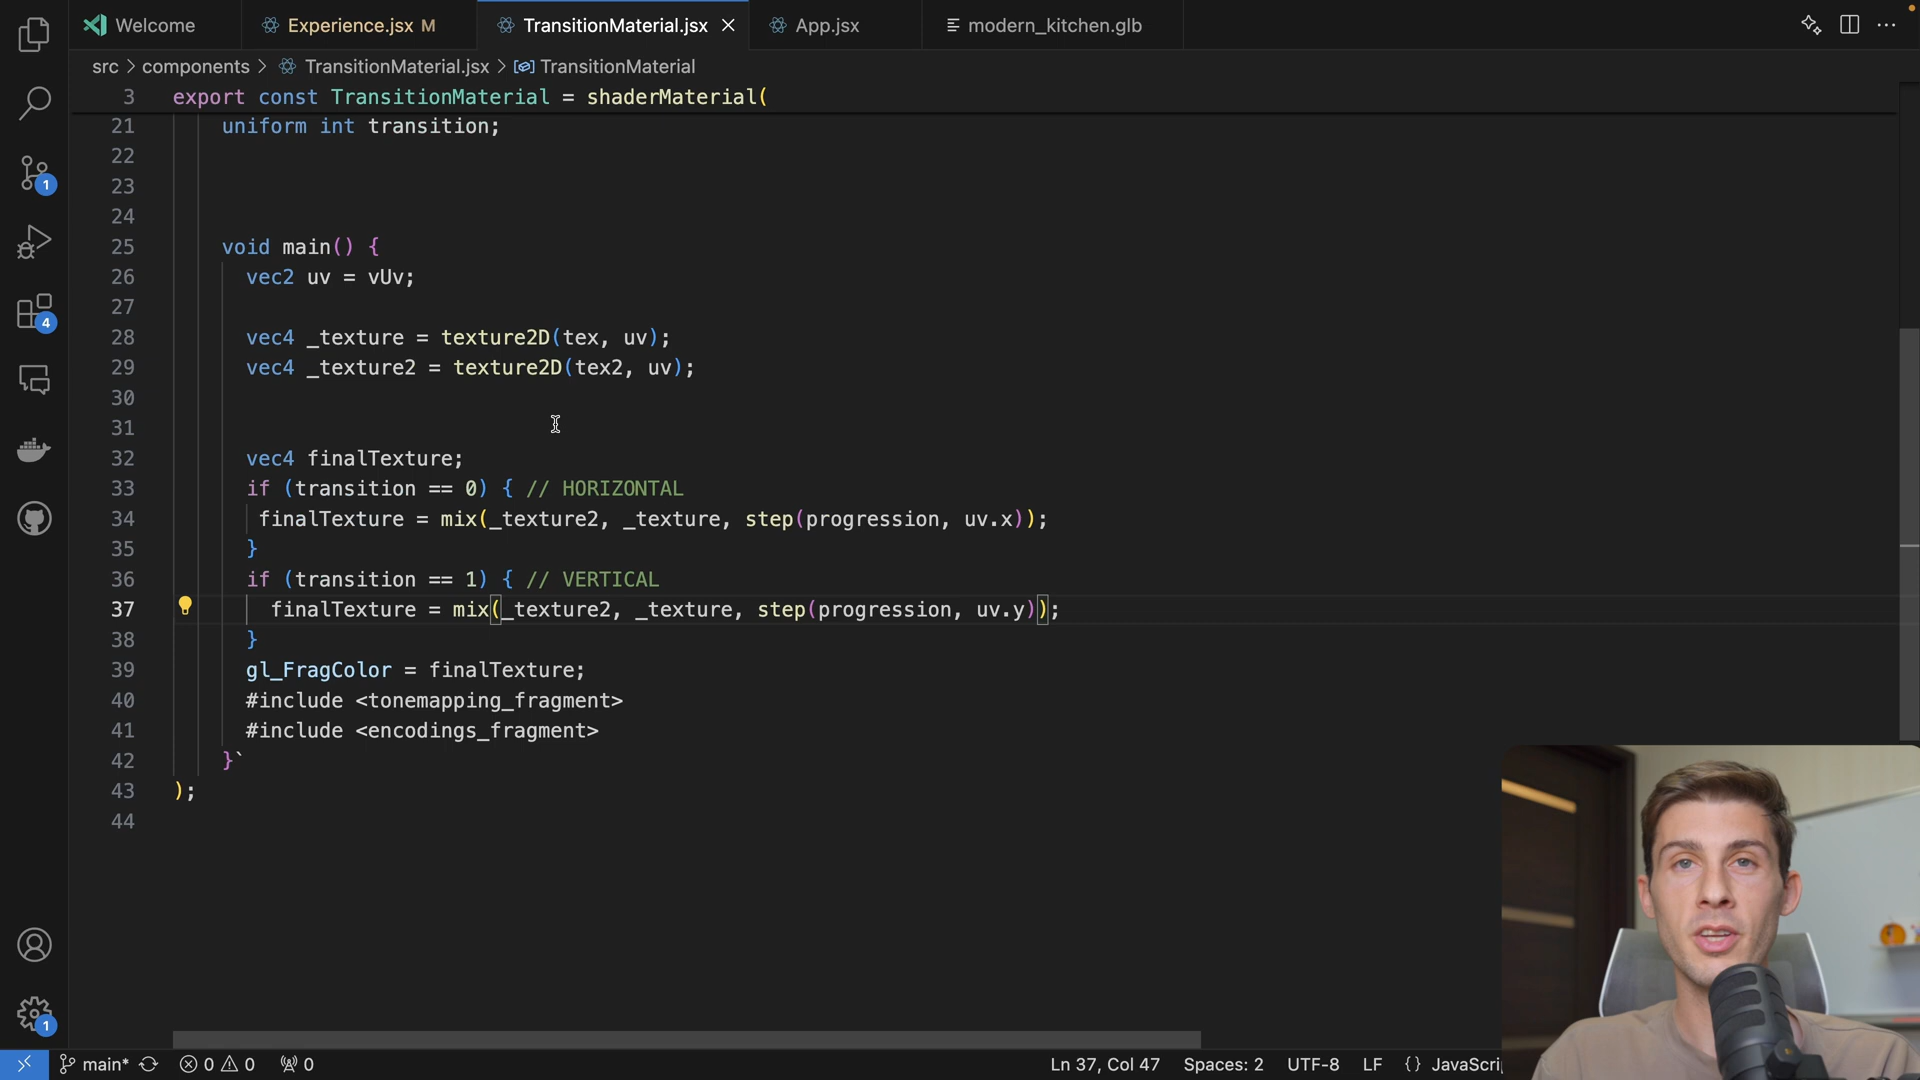 Welcome
Experience.jsx M
TransitionMaterial.jsx
App.jsx
modern_kitchen.glb
src > components > TransitionMaterial.jsx > TransitionMaterial
3 export const TransitionMaterial = shaderMaterial(
21 uniform int transition;
22
23
24
25 void main() {
26 vec2 uv = vUv;
27
28 vec4 _texture = texture2D(tex, uv);
29 vec4 _texture2 = texture2D(tex2, uv);
30
31
32 vec4 finalTexture;
33 if (transition == 0) { // HORIZONTAL
34 finalTexture = mix(_texture2, _texture, step(progression, uv.x));
35 }
36 if (transition == 1) { // VERTICAL
37 finalTexture = mix(_texture2, _texture, step(progression, uv.y));
38 }
39 gl_FragColor = finalTexture;
40 #include <tonemapping_fragment>
41 #include <encodings_fragment>
42 }`
43 );
44
1
4
1
main* 0 0 0 Ln 37, Col 47 Spaces: 2 UTF-8 LF {} JavaScri